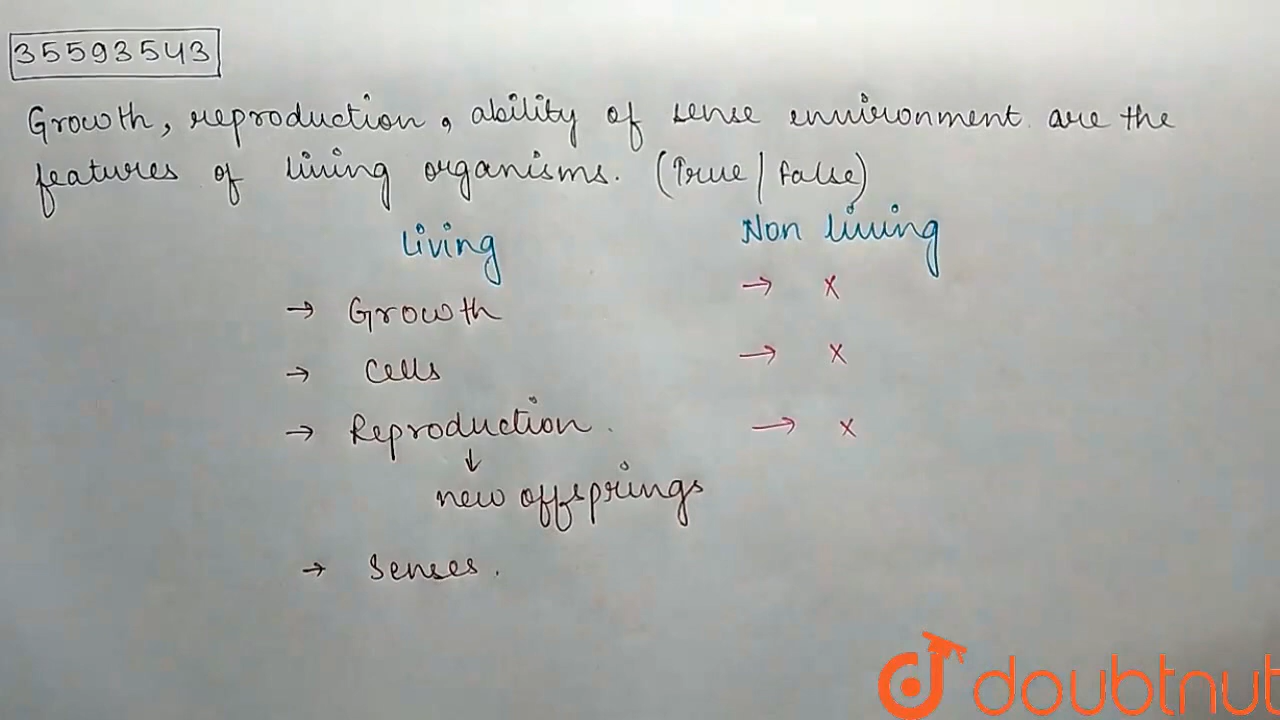 35593543
Growth, reproduction, ability of sense environment are the
features of living organisms. (True/False)
Living Non living
→ Growth → x
→ Cells → x
→ Reproduction. → x
↓
new offsprings
→ Senses.
doubtnut